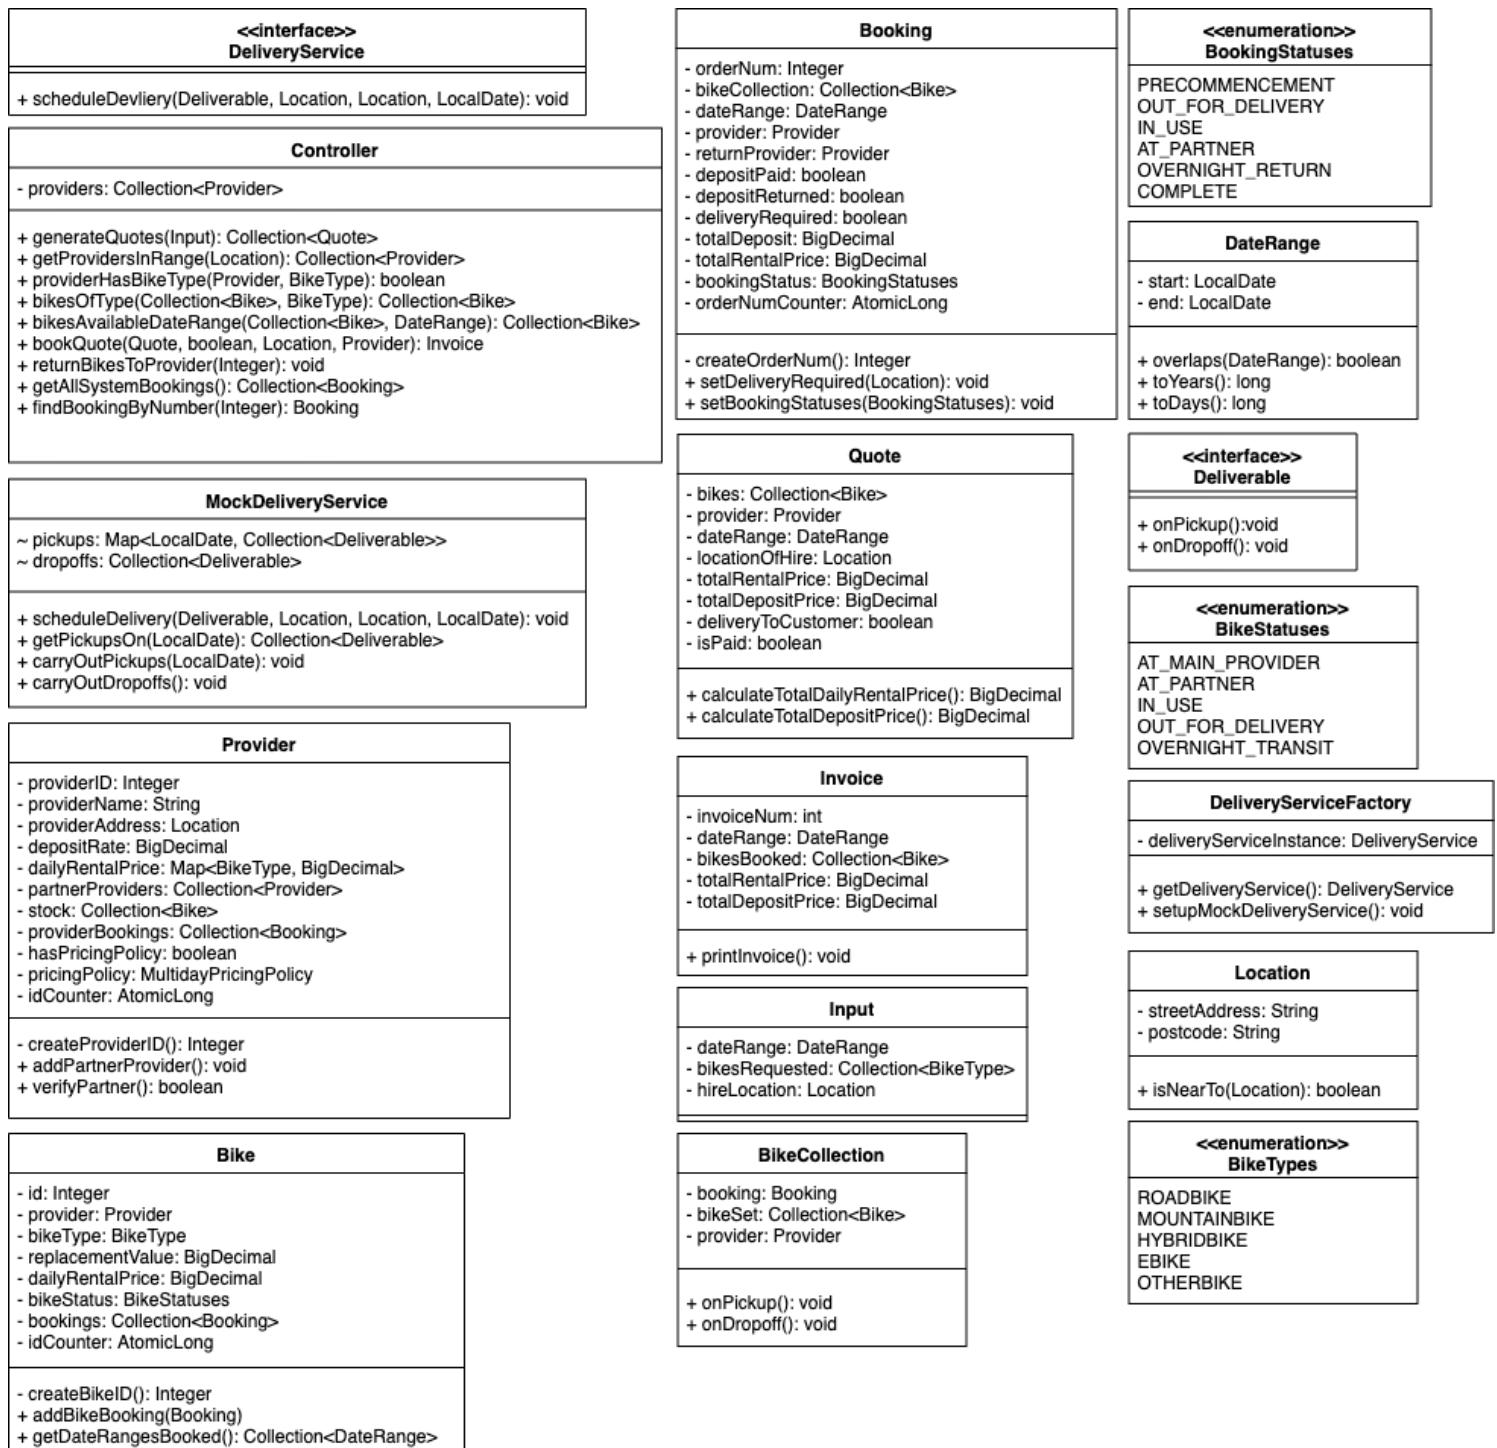 <<interface>>
DeliveryService
+ scheduleDevliery(Deliverable, Location, Location, LocalDate): void
Controller
- providers: Collection<Provider>
+ generateQuotes(Input): Collection<Quote>
+ getProvidersInRange(Location): Collection<Provider>
+ providerHasBikeType(Provider, BikeType): boolean
+ bikesOfType(Collection<Bike>, BikeType): Collection<Bike>
+ bikesAvailableDateRange(Collection<Bike>, DateRange): Collection<Bike>
+ bookQuote(Quote, boolean, Location, Provider): Invoice
+ returnBikesToProvider(Integer): void
+ getAllSystemBookings(): Collection<Booking>
+ findBookingByNumber(Integer): Booking
MockDeliveryService
~ pickups: Map<LocalDate, Collection<Deliverable>>
~ dropoffs: Collection<Deliverable>
+ scheduleDelivery(Deliverable, Location, Location, LocalDate): void
+ getPickupsOn(LocalDate): Collection<Deliverable>
+ carryOutPickups(LocalDate): void
+ carryOutDropoffs(): void
Provider
- providerID: Integer
- providerName: String
- providerAddress: Location
- depositRate: BigDecimal
- dailyRentalPrice: Map<BikeType, BigDecimal>
- partnerProviders: Collection<Provider>
- stock: Collection<Bike>
- providerBookings: Collection<Booking>
- hasPricingPolicy: boolean
- pricingPolicy: MultidayPricingPolicy
- idCounter: AtomicLong
- createProviderID(): Integer
+ addPartnerProvider(): void
+ verifyPartner(): boolean
Bike
- id: Integer
- provider: Provider
- bikeType: BikeType
- replacementValue: BigDecimal
- dailyRentalPrice: BigDecimal
- bikeStatus: BikeStatuses
- bookings: Collection<Booking>
- idCounter: AtomicLong
- createBikeID(): Integer
+ addBikeBooking(Booking)
+ getDateRangesBooked(): Collection<DateRange>
Booking
- orderNum: Integer
- bikeCollection: Collection<Bike>
- dateRange: DateRange
- provider: Provider
- returnProvider: Provider
- depositPaid: boolean
- depositReturned: boolean
- deliveryRequired: boolean
- totalDeposit: BigDecimal
- totalRentalPrice: BigDecimal
- bookingStatus: BookingStatuses
- orderNumCounter: AtomicLong
- createOrderNum(): Integer
+ setDeliveryRequired(Location): void
+ setBookingStatuses(BookingStatuses): void
Quote
- bikes: Collection<Bike>
- provider: Provider
- dateRange: DateRange
- locationOfHire: Location
- totalRentalPrice: BigDecimal
- totalDepositPrice: BigDecimal
- deliveryToCustomer: boolean
- isPaid: boolean
+ calculateTotalDailyRentalPrice(): BigDecimal
+ calculateTotalDepositPrice(): BigDecimal
Invoice
- invoiceNum: int
- dateRange: DateRange
- bikesBooked: Collection<Bike>
- totalRentalPrice: BigDecimal
- totalDepositPrice: BigDecimal
+ printInvoice(): void
Input
- dateRange: DateRange
- bikesRequested: Collection<BikeType>
- hireLocation: Location
BikeCollection
- booking: Booking
- bikeSet: Collection<Bike>
- provider: Provider
+ onPickup(): void
+ onDropoff(): void
<<enumeration>>
BookingStatuses
PRECOMMENCEMENT
OUT_FOR_DELIVERY
IN_USE
AT_PARTNER
OVERNIGHT_RETURN
COMPLETE
DateRange
- start: LocalDate
- end: LocalDate
+ overlaps(DateRange): boolean
+ toYears(): long
+ toDays(): long
<<interface>>
Deliverable
+ onPickup():void
+ onDropoff(): void
<<enumeration>>
BikeStatuses
AT_MAIN_PROVIDER
AT_PARTNER
IN_USE
OUT_FOR_DELIVERY
OVERNIGHT_TRANSIT
DeliveryServiceFactory
- deliveryServiceInstance: DeliveryService
+ getDeliveryService(): DeliveryService
+ setupMockDeliveryService(): void
Location
- streetAddress: String
- postcode: String
+ isNearTo(Location): boolean
<<enumeration>>
BikeTypes
ROADBIKE
MOUNTAINBIKE
HYBRIDBIKE
EBIKE
OTHERBIKE